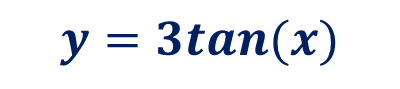 y = 3tan(x)